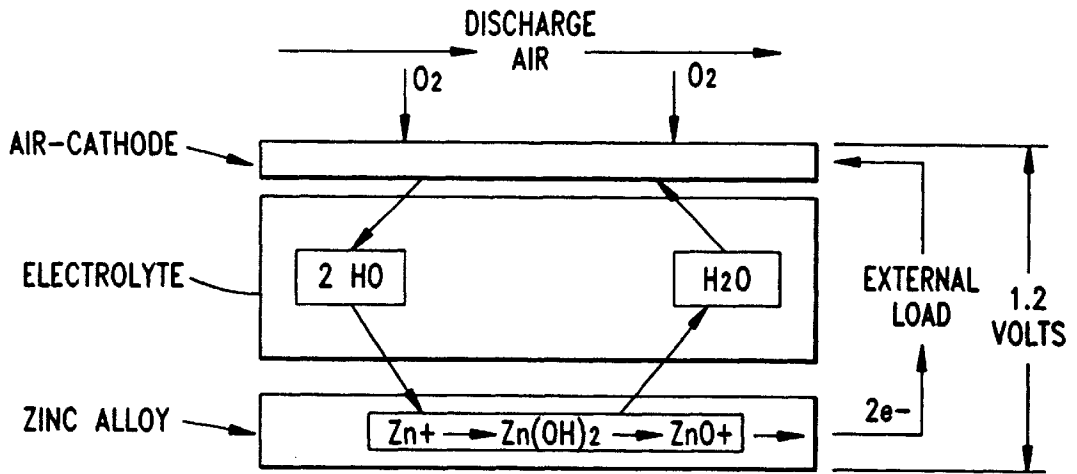 DISCHARGE
AIR
O2
O2
AIR-CATHODE
ELECTROLYTE
2 HO
H2O
EXTERNAL
LOAD
1.2
VOLTS
ZINC ALLOY
Zn+ → Zn(OH)2 → ZnO+
2e-